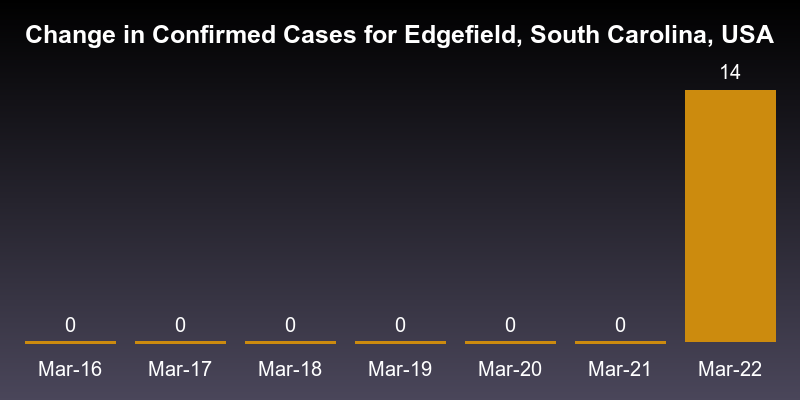 Change in Confirmed Cases for Edgefield, South Carolina, USA
14
0 0 0 0 0 0
Mar-16 Mar-17 Mar-18 Mar-19 Mar-20 Mar-21 Mar-22